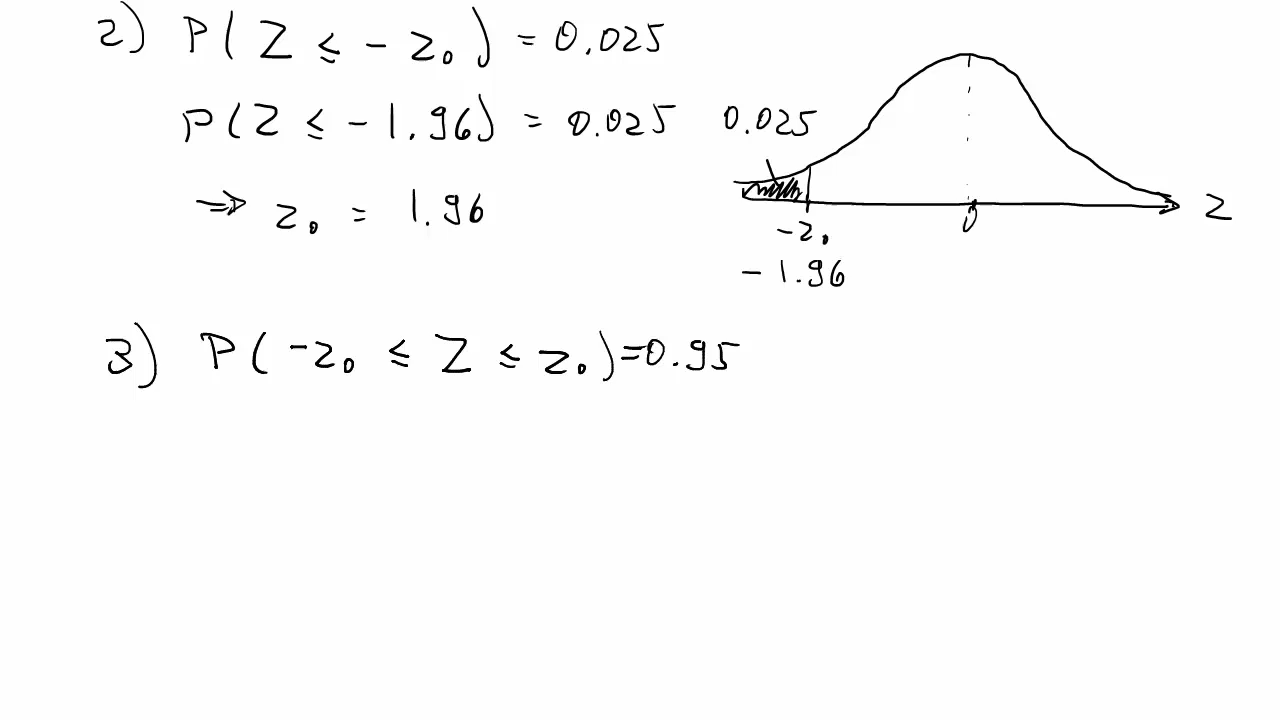 2) P( Z ≤ - z₀ ) = 0.025
P( Z ≤ - 1.96) = 0.025
⇒ z₀ = 1.96
0.025
-z₀
0
Z
- 1.96
3) P( -z₀ ≤ Z ≤ z₀ ) = 0.95